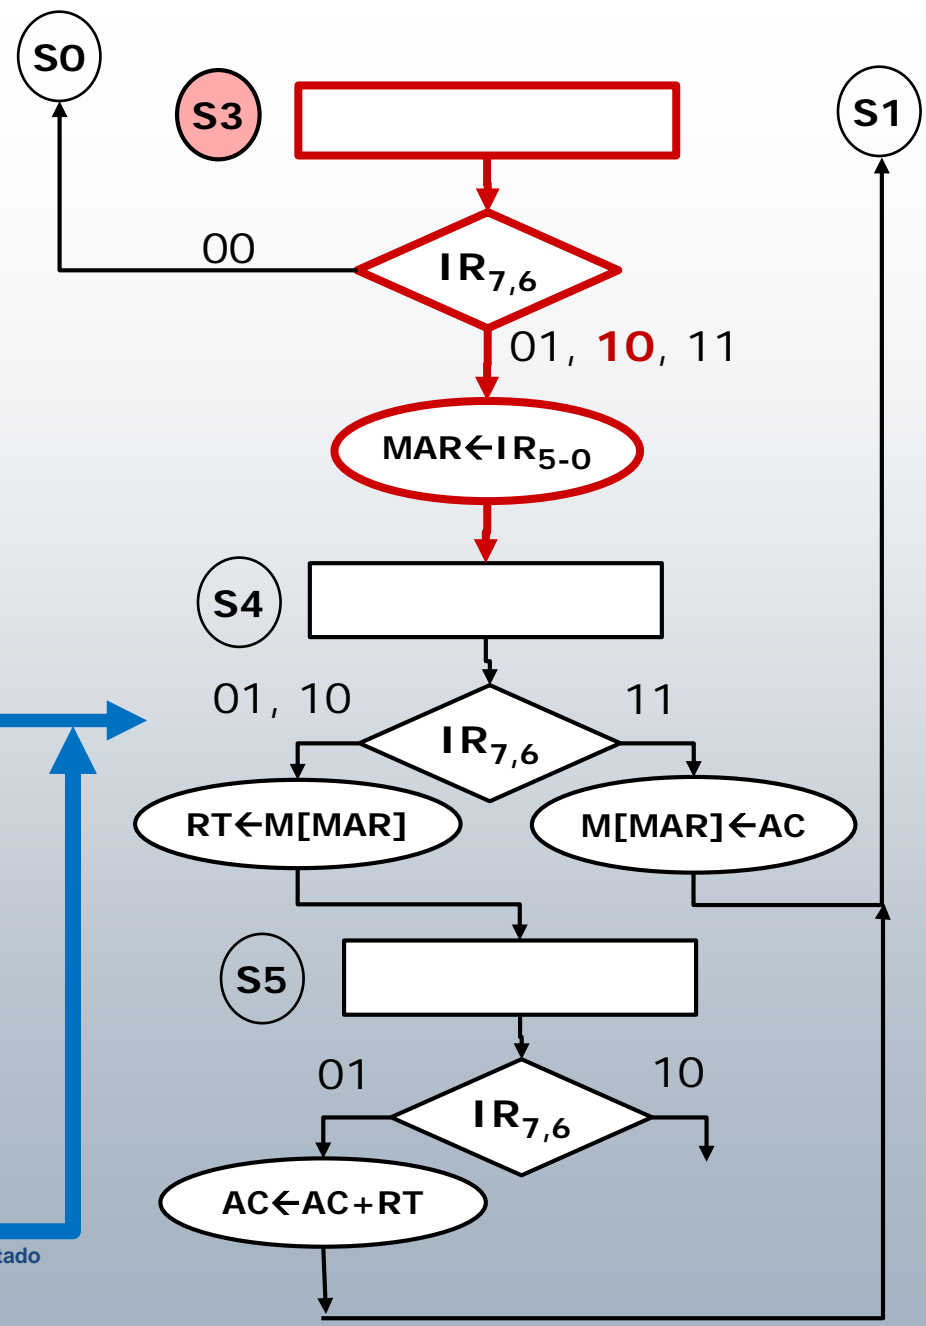 S0
S3
S1
00
IR7,6
01, 10, 11
MAR←IR5-0
S4
01, 10
11
IR7,6
RT←M[MAR]
M[MAR]←AC
S5
01
10
IR7,6
AC←AC+RT
tado